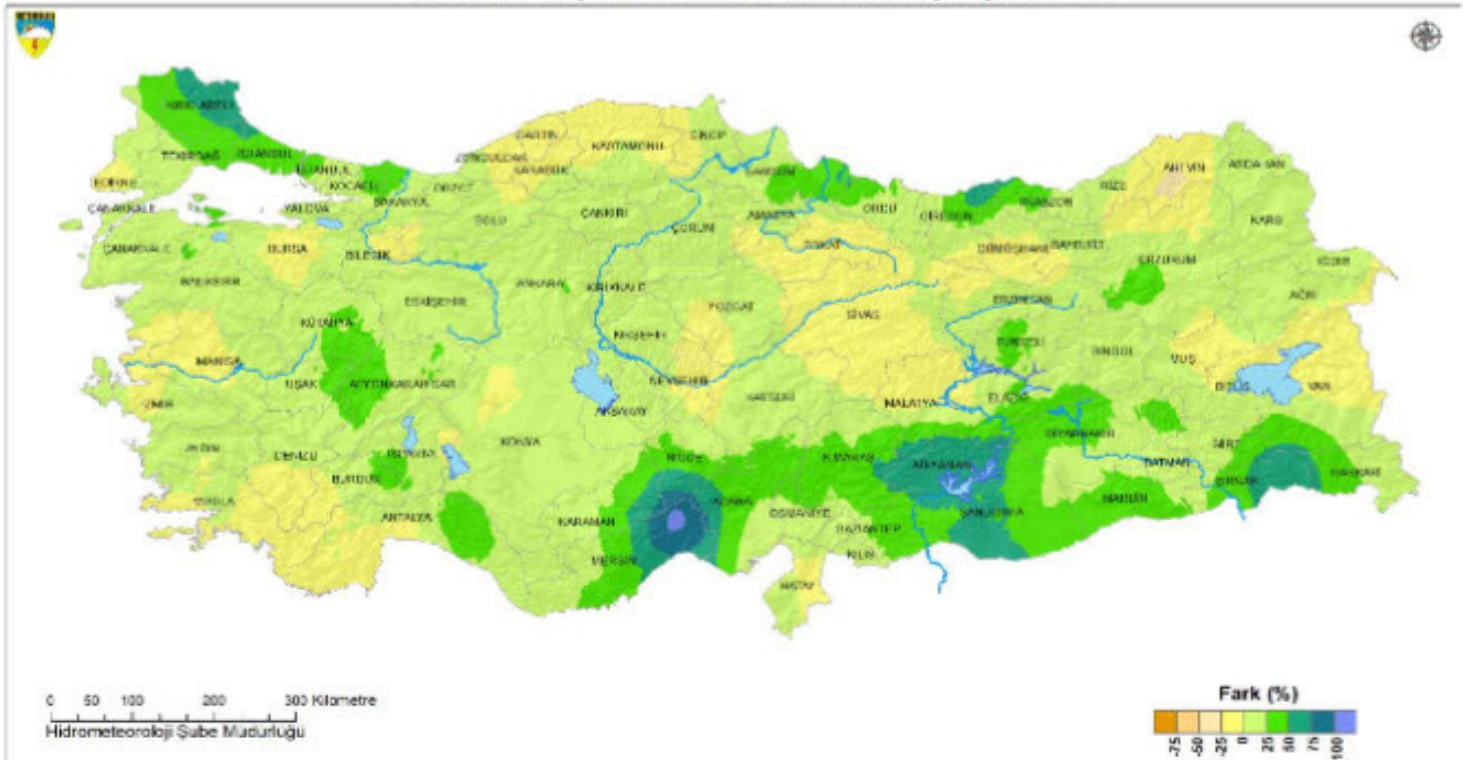 KIRKLARELİ
TEKİRDAĞ
İSTANBUL
İSTANBUL
EDİRNE
KOCAELİ
ÇANAKKALE
YALOVA
SAKARYA
BOLU
ZONGULDAK
BARTIN
KARABÜK
KASTAMONU
SİNOP
SAMSUN
ÇANKIRI
ÇORUM
AMASYA
ORDU
GİRESUN
TRABZON
RİZE
ARTVİN
ARDAHAN
KARS
ÇANAKKALE
BURSA
BİLECİK
TOKAT
GÜMÜŞHANE
BAYBURT
ERZURUM
IĞDIR
BALIKESİR
ESKİŞEHİR
ANKARA
KIRIKKALE
YOZGAT
SİVAS
ERZİNCAN
AĞRI
KÜTAHYA
KIRŞEHİR
TUNCELİ
BİNGÖL
MUŞ
MANİSA
UŞAK
AFYONKARAHİSAR
NEVŞEHİR
AKSARAY
KAYSERİ
MALATYA
ELAZIĞ
BİTLİS
VAN
İZMİR
AYDIN
DENİZLİ
ISPARTA
KONYA
NİĞDE
K.MARAŞ
ADIYAMAN
DİYARBAKIR
BATMAN
SİİRT
ŞIRNAK
HAKKARİ
MUĞLA
BURDUR
ANTALYA
KARAMAN
ADANA
OSMANİYE
GAZİANTEP
ŞANLIURFA
MARDİN
MERSİN
KİLİS
HATAY
0 50 100 200 300 Kilometre
Hidrometeoroloji Şube Müdürlüğü
Fark (%)
-75 -50 -25 0 25 50 75 100